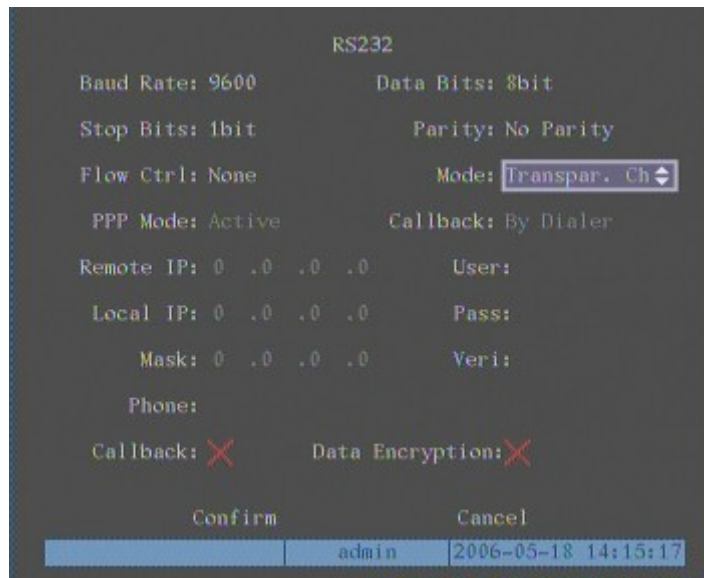 RS232
Baud Rate: 9600 Data Bits: 8bit
Stop Bits: 1bit Parity: No Parity
Flow Ctrl: None Mode: Transpar. Ch
PPP Mode: Active Callback: By Dialer
Remote IP: 0 .0 .0 .0 User:
Local IP: 0 .0 .0 .0 Pass:
Mask: 0 .0 .0 .0 Veri:
Phone:
Callback: Data Encryption:
Confirm Cancel
admin 2006-05-18 14:15:17